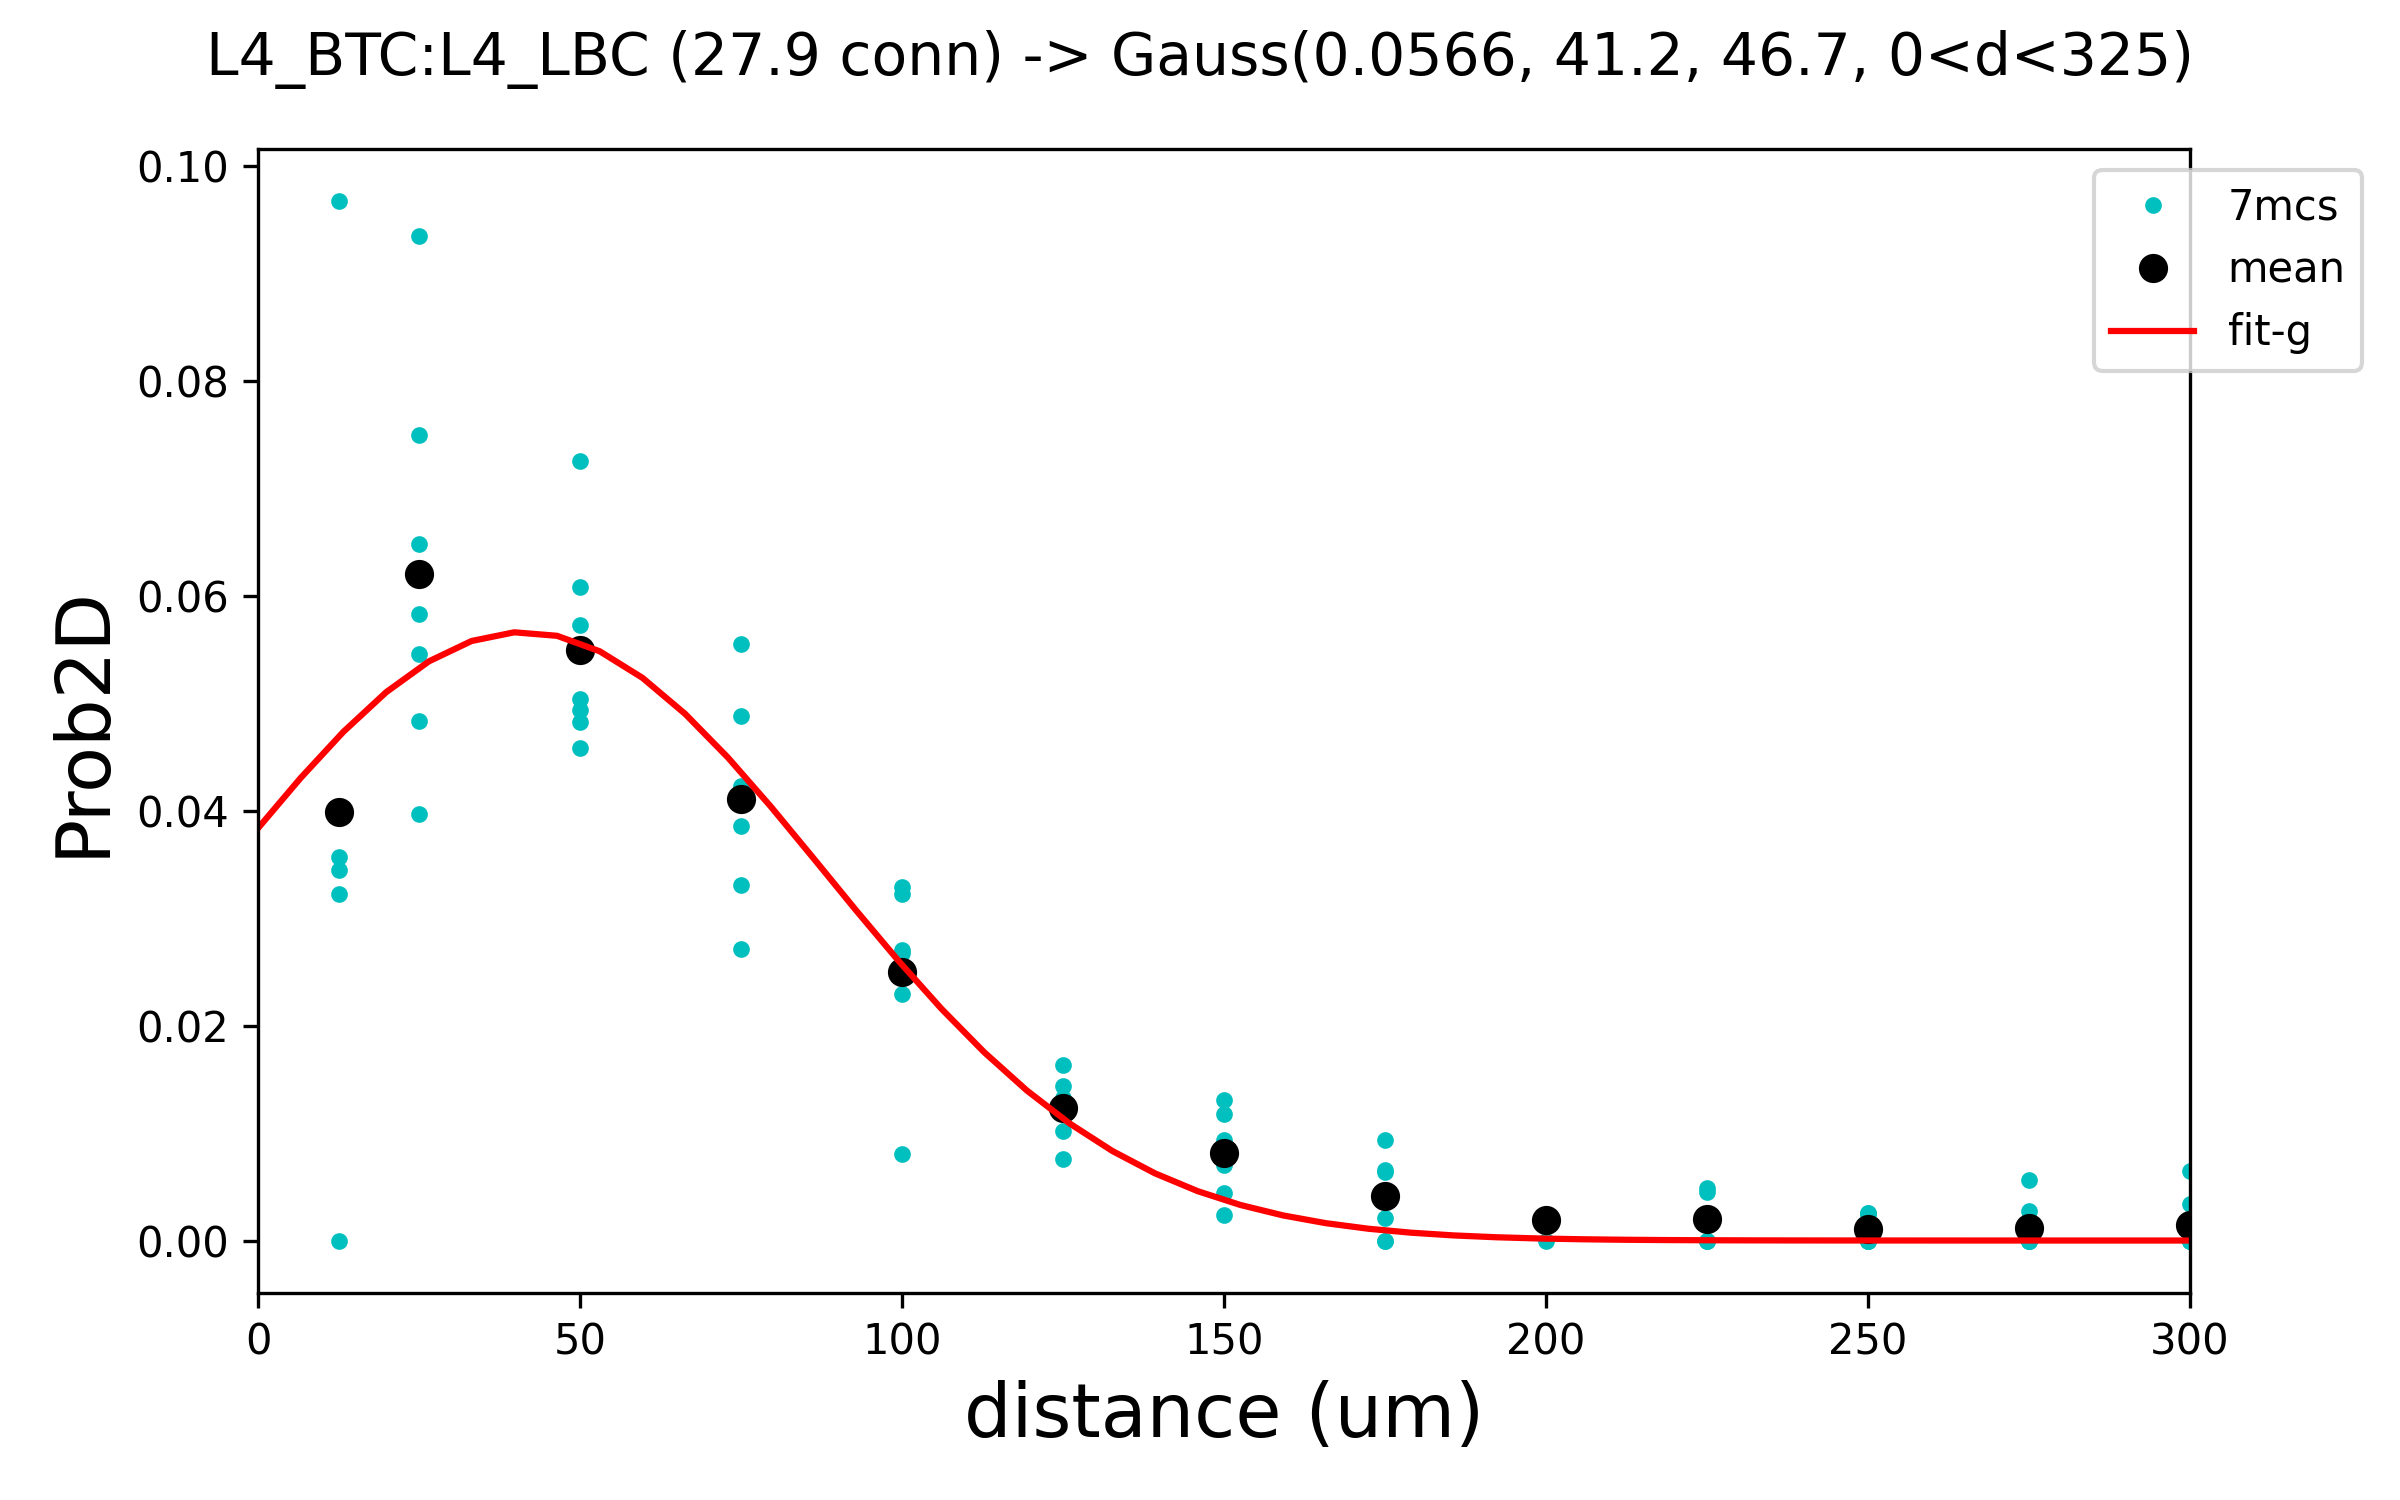 L4_BTC:L4_LBC (27.9 conn) -> Gauss(0.0566, 41.2, 46.7, 0<d<325)
0.10
0.08
0.06
0.04
0.02
0.00
Prob2D
7mcs
mean
fit-g
0 50 100 150 200 250 300
distance (um)